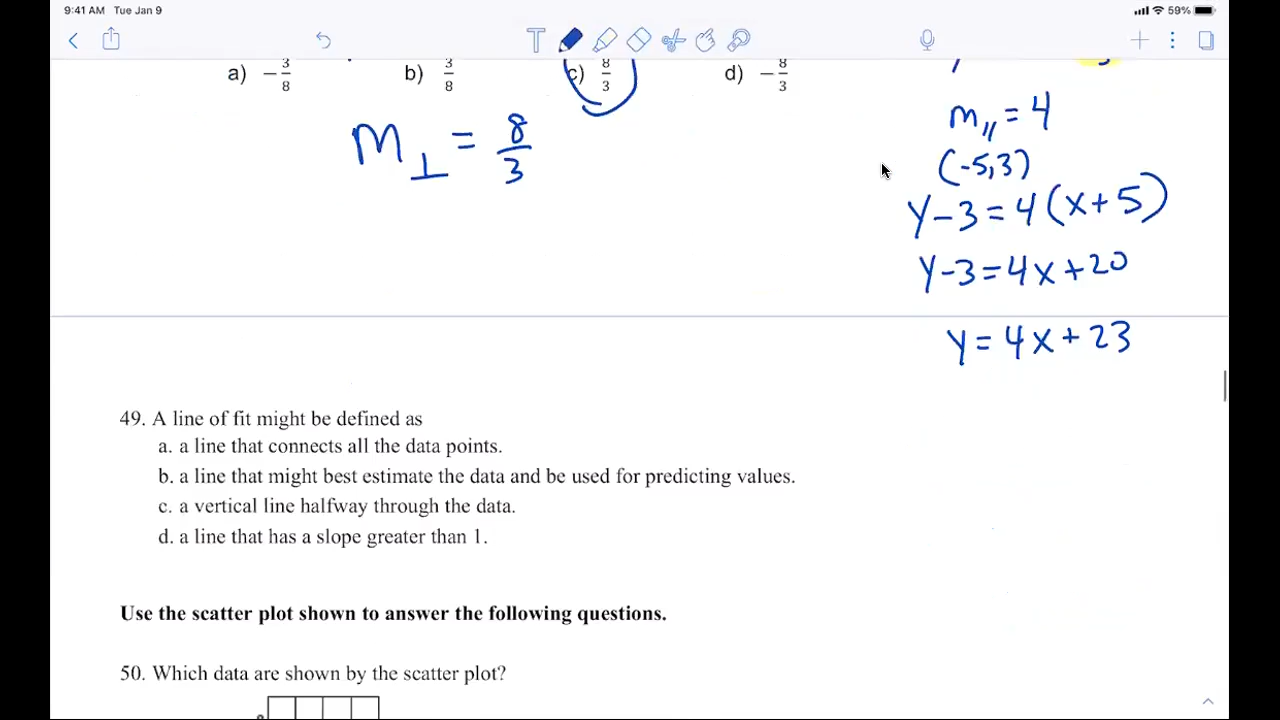 9:41 AM Tue Jan 9
59%
T
a) −3/8 b) 3/8 c) 8/3 d) −8/3
m⊥ = 8/3
m// = 4
(-5,3)
y-3=4(x+5)
y-3=4x+20
y=4x+23
49. A line of fit might be defined as
a. a line that connects all the data points.
b. a line that might best estimate the data and be used for predicting values.
c. a vertical line halfway through the data.
d. a line that has a slope greater than 1.
Use the scatter plot shown to answer the following questions.
50. Which data are shown by the scatter plot?